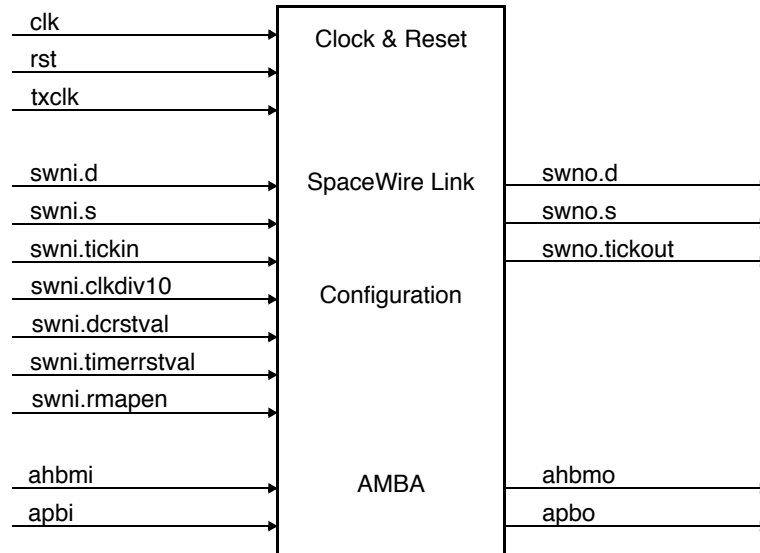 clk
Clock & Reset
rst
txclk
swni.d
SpaceWire Link
swno.d
swni.s
swno.s
swni.tickin
swno.tickout
swni.clkdiv10
Configuration
swni.dcrstval
swni.timerrstval
swni.rmapen
ahbmi
AMBA
ahbmo
apbi
apbo